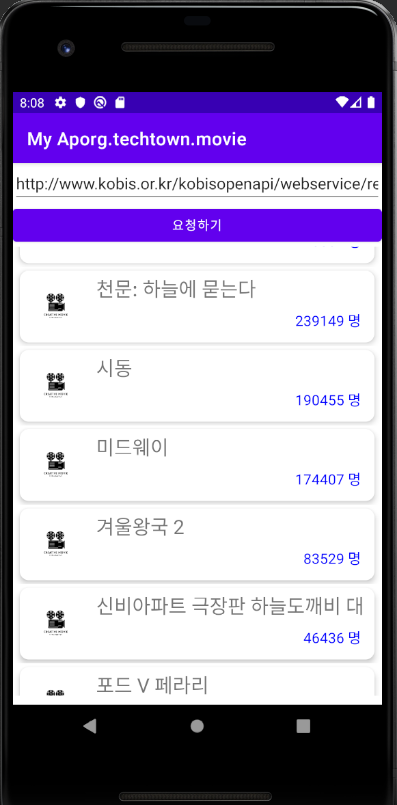 8:08
My Aporg.techtown.movie
http://www.kobis.or.kr/kobisopenapi/webservice/re
요청하기
천문: 하늘에 묻는다
239149 명
시동
190455 명
미드웨이
174407 명
겨울왕국 2
83529 명
신비아파트 극장판 하늘도깨비 대
46436 명
포드 V 페라리